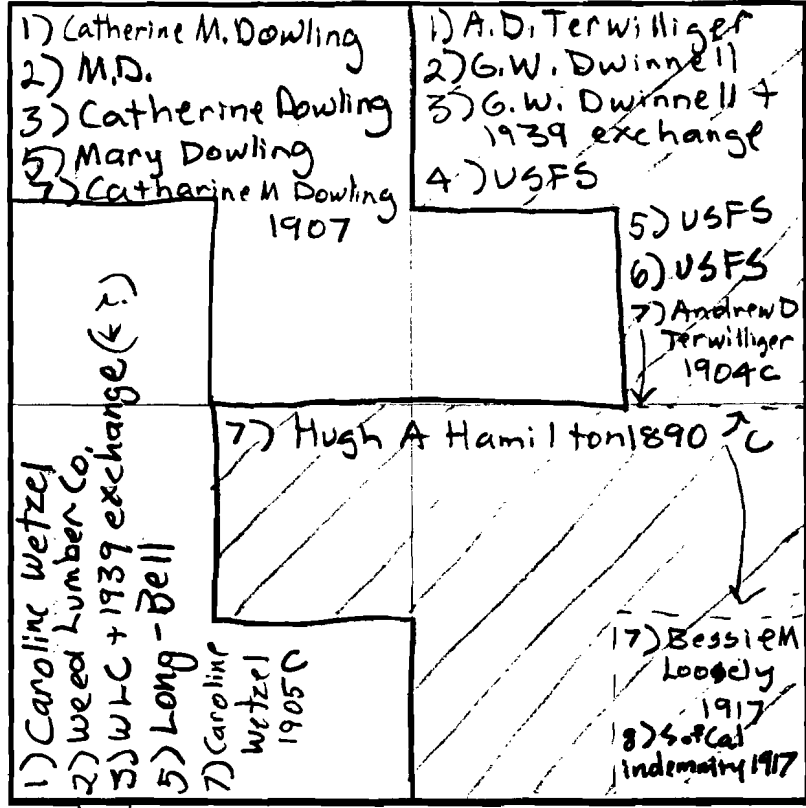 1) Catherine M. Dowling
2) M.D.
3) Catherine Dowling
5) Mary Dowling
7) Catharine M Dowling
1907
1) A.D. Terwilliger
2) G.W. Dwinnell
3) G.W. Dwinnell +
1939 exchange
4) USFS
5) USFS
6) USFS
7) Andrew D
Terwilliger
1904 C
7) Hugh A Hamilton 1890 C
1) Caroline Wetzel
2) Weed Lumber Co.
3) WLC + 1939 exchange
5) Long-Bell
7) Caroline
Wetzel
1905 C
7) Bessie M
Loosely
1917
8) S of Cal
indemnity 1917